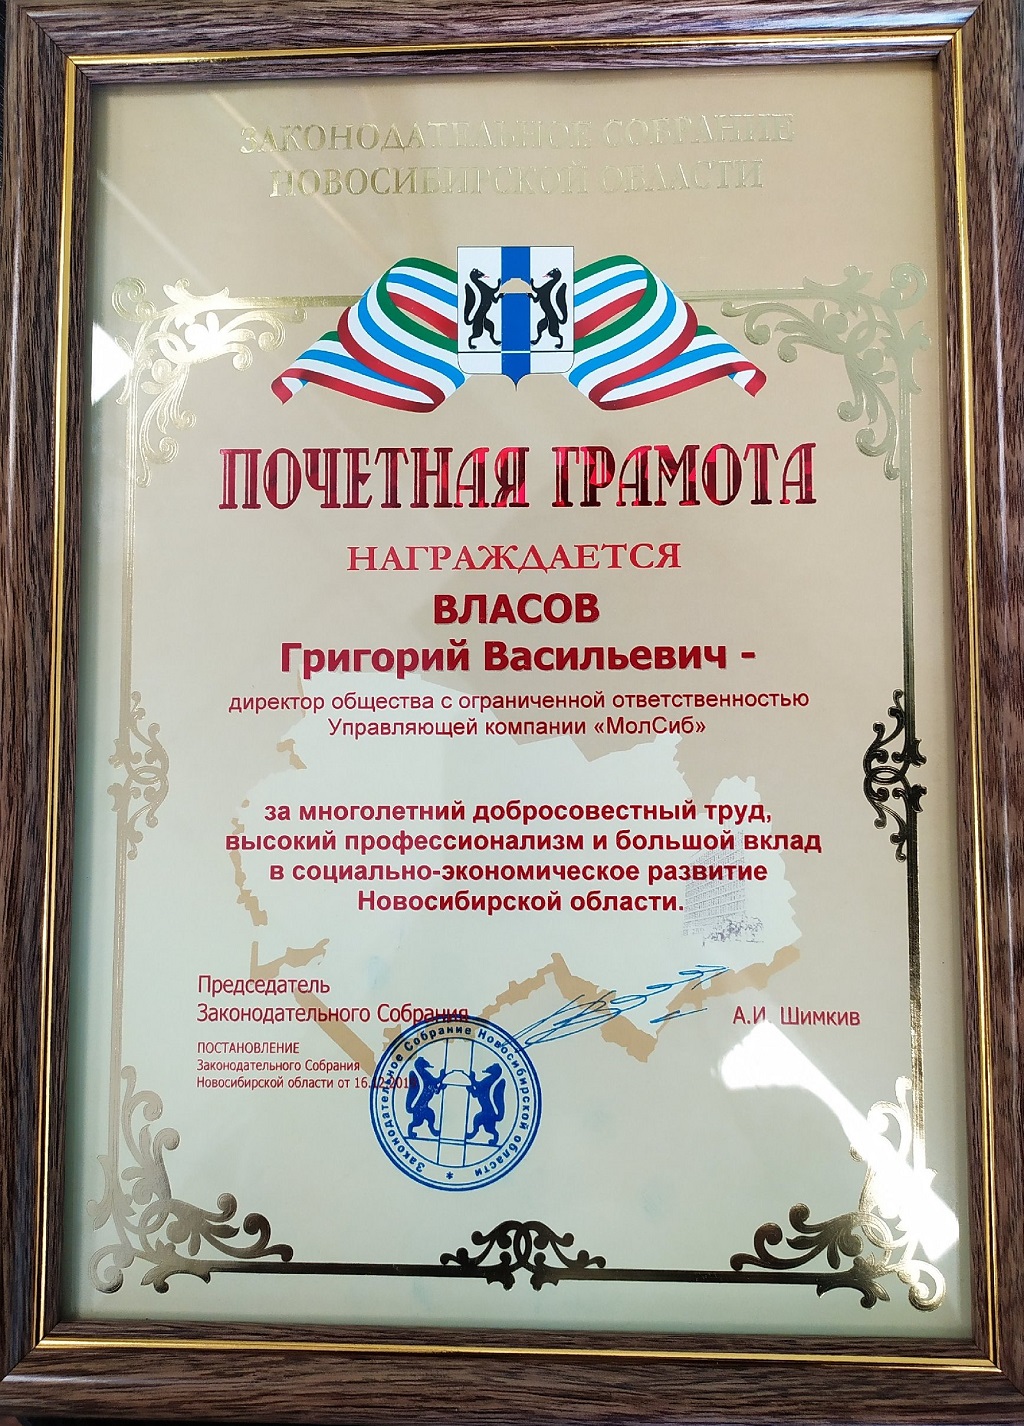 ЗАКОНОДАТЕЛЬНОЕ СОБРАНИЕ
НОВОСИБИРСКОЙ ОБЛАСТИ
ПОЧЕТНАЯ ГРАМОТА
НАГРАЖДАЕТСЯ
ВЛАСОВ
Григорий Васильевич -
директор общества с ограниченной ответственностью
Управляющей компании «МолСиб»
за многолетний добросовестный труд,
высокий профессионализм и большой вклад
в социально-экономическое развитие
Новосибирской области.
Председатель
Законодательного Собрания
А.И. Шимкив
ПОСТАНОВЛЕНИЕ
Законодательного Собрания
Новосибирской области от
Законодательное Собрание Новосибирской области *